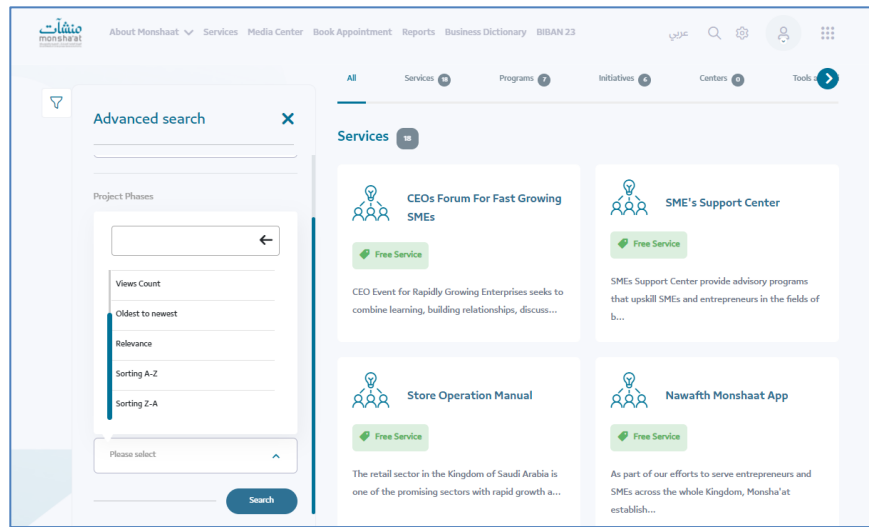 منشآت
monsha'at
About Monshaat Services Media Center Book Appointment Reports Business Dictionary BIBAN 23
عربي
All Services 18 Programs 7 Initiatives 6 Centers 0 Tools a
Advanced search
Project Phases
Views Count
Oldest to newest
Relevance
Sorting A-Z
Sorting Z-A
Please select
Search
Services 18
CEOs Forum For Fast Growing
SMEs
Free Service
CEO Event for Rapidly Growing Enterprises seeks to
combine learning, building relationships, discuss...
SME's Support Center
Free Service
SMEs Support Center provide advisory programs
that upskill SMEs and entrepreneurs in the fields of
b...
Store Operation Manual
Free Service
The retail sector in the Kingdom of Saudi Arabia is
one of the promising sectors with rapid growth a...
Nawafth Monshaat App
Free Service
As part of our efforts to serve entrepreneurs and
SMEs across the whole Kingdom, Monsha'at
establish...